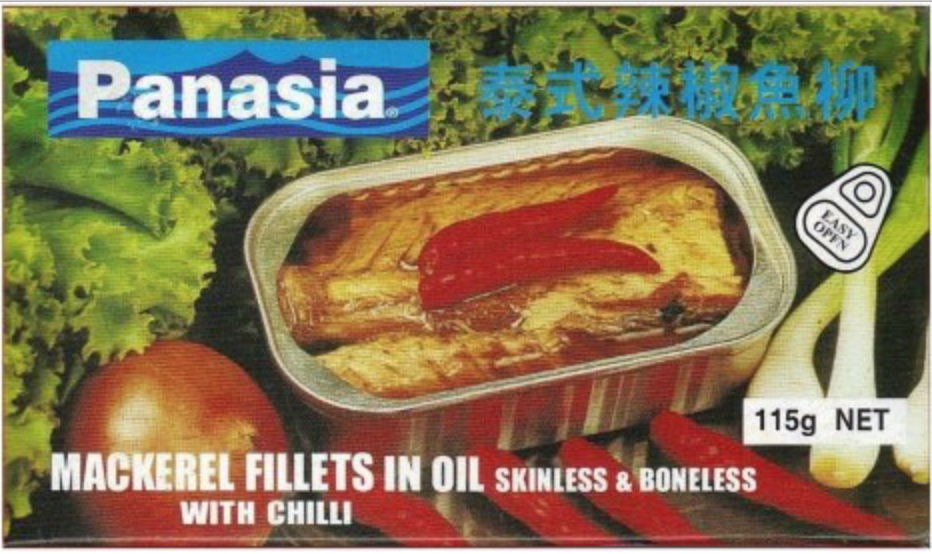 Panasia®
泰式辣椒魚柳
EASY
OPEN
115g NET
MACKEREL FILLETS IN OIL SKINLESS & BONELESS
WITH CHILLI